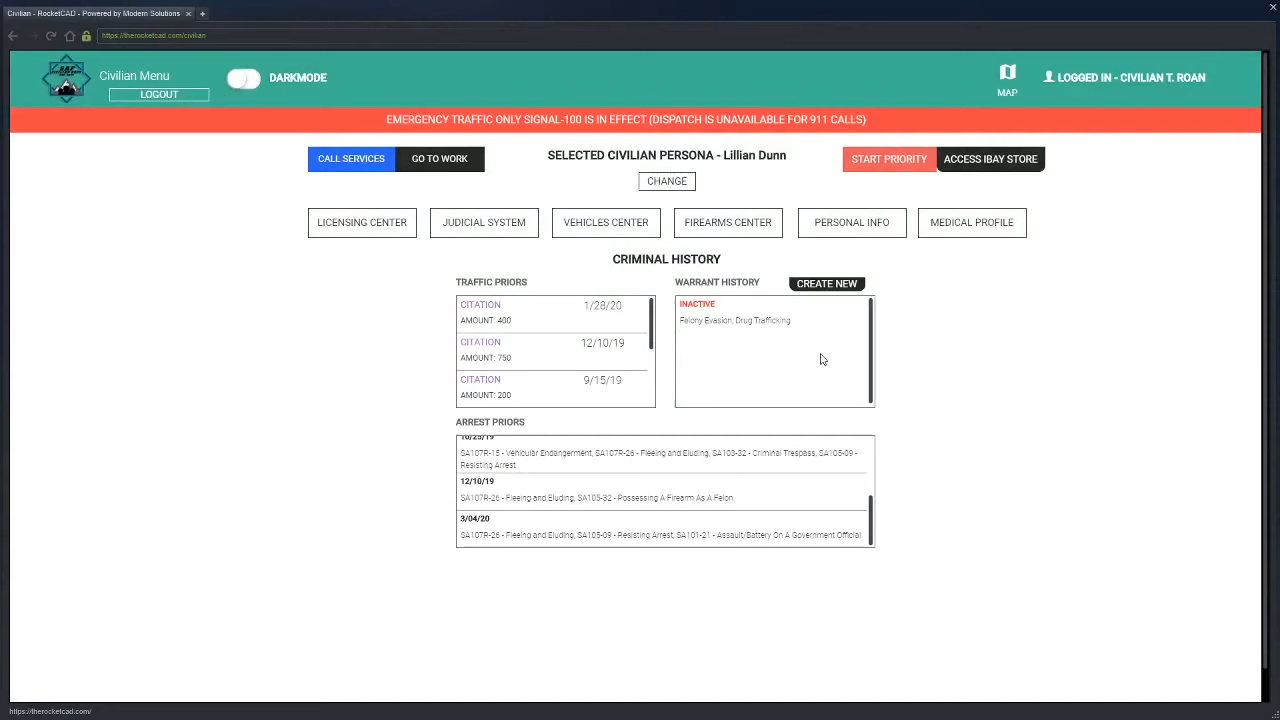 Civilian - RocketCAD - Powered by Modern Solutions × +
https://therocketcad.com/civilian
Civilian Menu
LOGOUT
DARKMODE
MAP
LOGGED IN - CIVILIAN T. ROAN
EMERGENCY TRAFFIC ONLY SIGNAL-100 IS IN EFFECT (DISPATCH IS UNAVAILABLE FOR 911 CALLS)
CALL SERVICES GO TO WORK
SELECTED CIVILIAN PERSONA - Lillian Dunn
CHANGE
START PRIORITY ACCESS IBAY STORE
LICENSING CENTER JUDICIAL SYSTEM VEHICLES CENTER FIREARMS CENTER PERSONAL INFO MEDICAL PROFILE
CRIMINAL HISTORY
TRAFFIC PRIORS
CITATION 1/28/20
AMOUNT: 400
CITATION 12/10/19
AMOUNT: 750
CITATION 9/15/19
AMOUNT: 200
WARRANT HISTORY CREATE NEW
INACTIVE
Felony Evasion, Drug Trafficking
ARREST PRIORS
10/25/19
SA107R-15 - Vehicular Endangerment, SA107R-26 - Fleeing and Eluding, SA103-32 - Criminal Trespass, SA105-09 -
Resisting Arrest
12/10/19
SA107R-26 - Fleeing and Eluding, SA105-32 - Possessing A Firearm As A Felon
3/04/20
SA107R-26 - Fleeing and Eluding, SA105-09 - Resisting Arrest, SA101-21 - Assault/Battery On A Government Official
https://therocketcad.com/